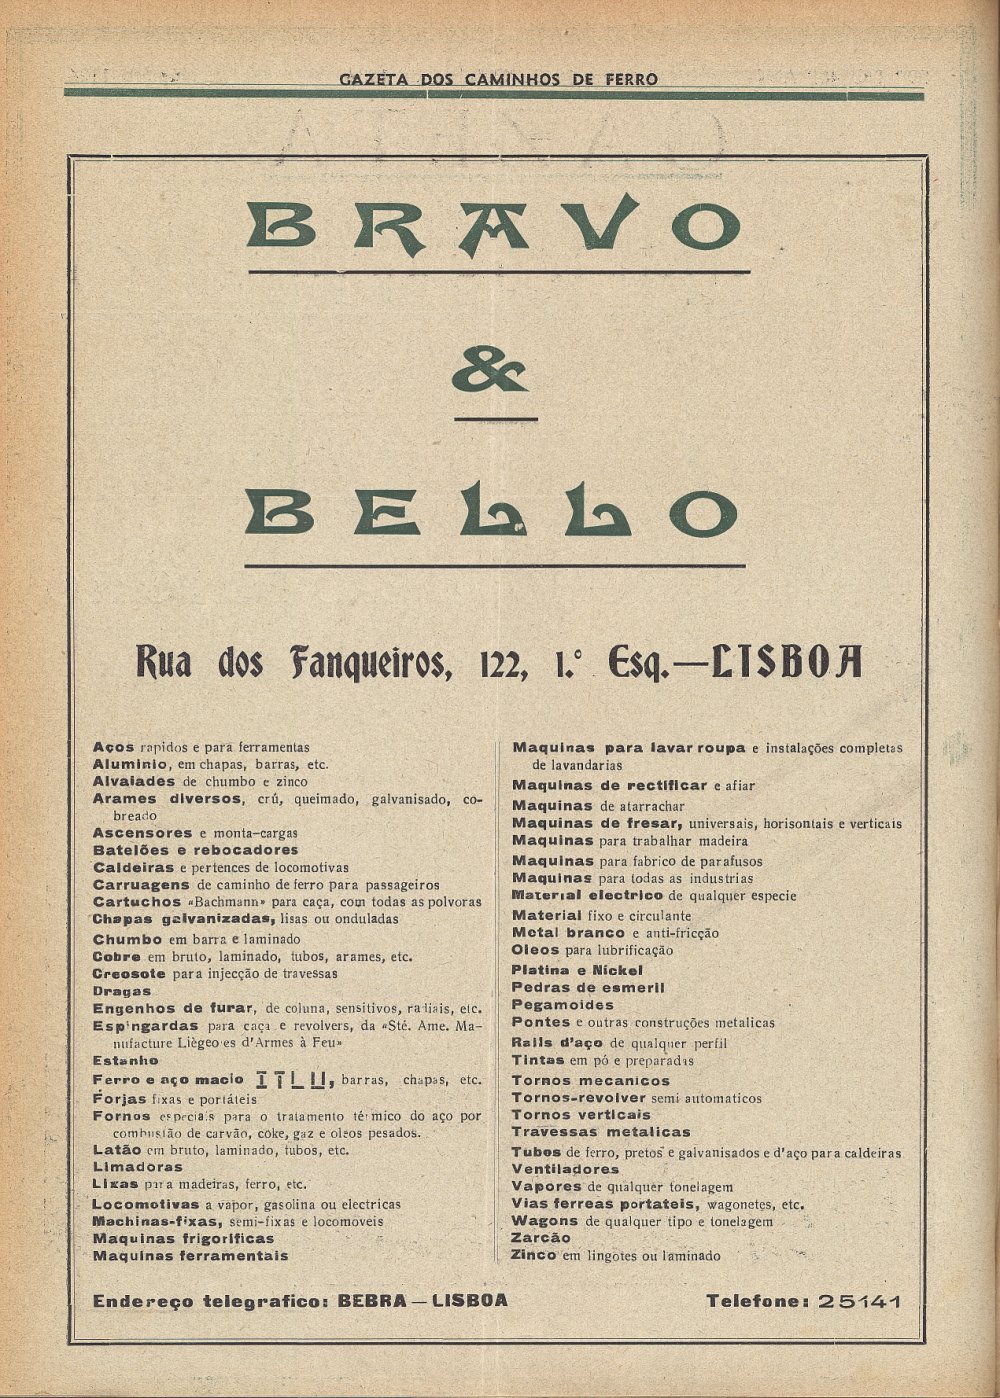 GAZETA DOS CAMINHOS DE FERRO
BRAVO
&
BELLO
Rua dos Fanqueiros, 122, 1.º Esq.—LISBOA
Aços rapidos e para ferramentas
Aluminio, em chapas, barras, etc.
Alvaiades de chumbo e zinco
Arames diversos, crú, queimado, galvanisado, co-
breado
Ascensores e monta-cargas
Batelões e rebocadores
Caldeiras e pertences de locomotivas
Carruagens de caminho de ferro para passageiros
Cartuchos «Bachmann» para caça, com todas as polvoras
Chapas galvanizadas, lisas ou onduladas
Chumbo em barra e laminado
Cobre em bruto, laminado, tubos, arames, etc.
Creosote para injecção de travessas
Dragas
Engenhos de furar, de coluna, sensitivos, radiais, etc.
Espingardas para caça e revolvers, da «Sté. Ame. Ma-
nufacture Liègeoies d'Armes à Feu»
Estanho
Ferro e aço macio I T L U, barras, chapas, etc.
Forjas fixas e portáteis
Fornos especiais para o tratamento térmico do aço por
combustão de carvão, coke, gaz e oleos pesados.
Latão em bruto, laminado, tubos, etc.
Limadoras
Lixas para madeiras, ferro, etc.
Locomotivas a vapor, gasolina ou electricas
Machinas-fixas, semi-fixas e locomoveis
Maquinas frigorificas
Maquinas ferramentais
Maquinas para lavar roupa e instalações completas
de lavandarias
Maquinas de rectificar e afiar
Maquinas de atarrachar
Maquinas de fresar, universais, horisontais e verticais
Maquinas para trabalhar madeira
Maquinas para fabrico de parafusos
Maquinas para todas as industrias
Material electrico de qualquer especie
Material fixo e circulante
Metal branco e anti-fricção
Oleos para lubrificação
Platina e Nickel
Pedras de esmeril
Pegamoides
Pontes e outras construções metalicas
Rails d'aço de qualquer perfil
Tintas em pó e preparadas
Tornos mecanicos
Tornos-revolver semi automaticos
Tornos verticais
Travessas metalicas
Tubos de ferro, pretos e galvanisados e d'aço para caldeiras
Ventiladores
Vapores de qualquer tonelagem
Vias ferreas portateis, wagonetes, etc.
Wagons de qualquer tipo e tonelagem
Zarcão
Zinco em lingotes ou laminado
Endereço telegrafico: BEBRA—LISBOA
Telefone: 25141